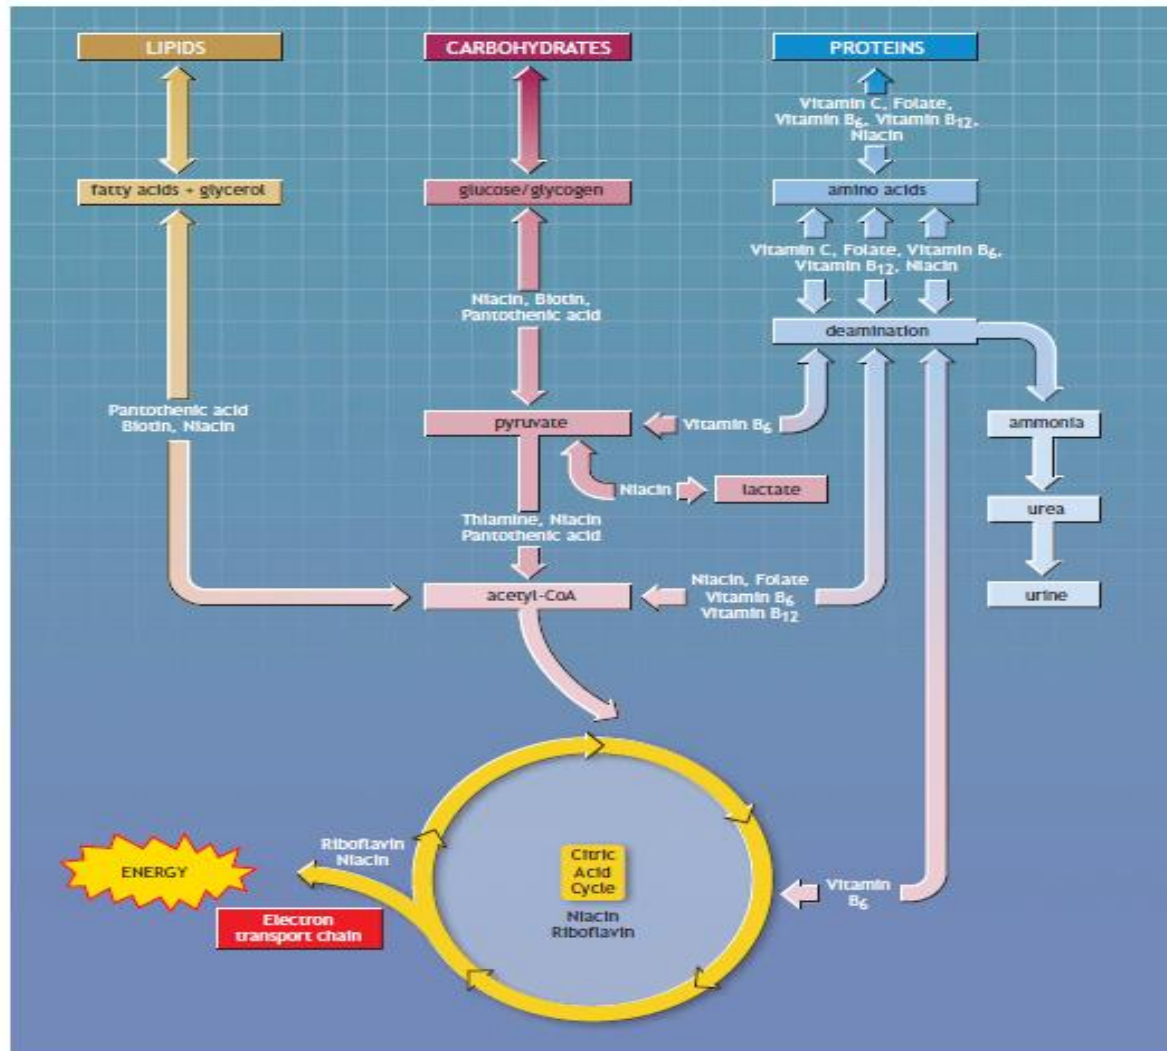 LIPIDS
CARBOHYDRATES
PROTEINS
Vitamin C, Folate,
Vitamin B6, Vitamin B12,
Niacin
fatty acids + glycerol
glucose/glycogen
amino acids
Vitamin C, Folate, Vitamin B6,
Vitamin B12, Niacin
Niacin, Biotin,
Pantothenic acid
deamination
Pantothenic acid
Biotin, Niacin
pyruvate
Vitamin B6
ammonia
Niacin
lactate
urea
Thiamine, Niacin
Pantothenic acid
acetyl-CoA
Niacin, Folate
Vitamin B6
Vitamin B12
urine
Riboflavin
Niacin
ENERGY
Citric
Acid
Cycle
Niacin
Riboflavin
Vitamin
B6
Electron
transport chain